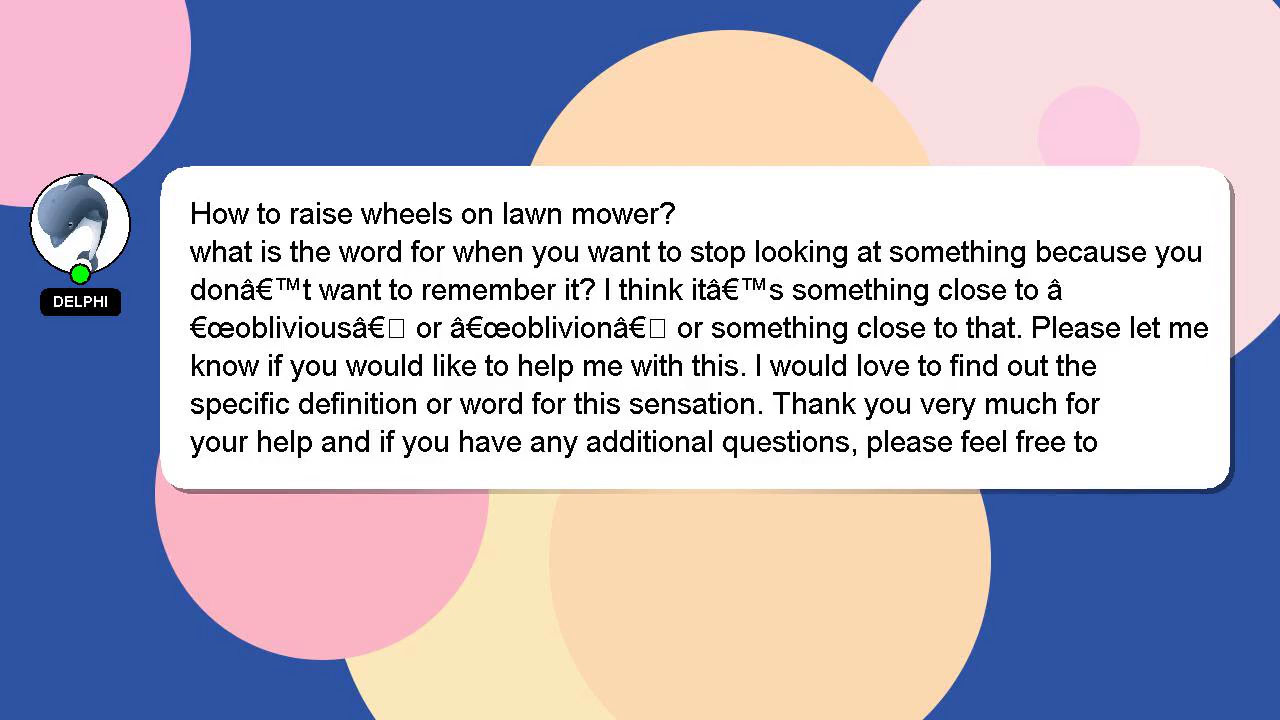 How to raise wheels on lawn mower?
what is the word for when you want to stop looking at something because you
donâ€™t want to remember it? I think itâ€™s something close to â
€œobliviousâ€□ or â€œoblivionâ€□ or something close to that. Please let me
know if you would like to help me with this. I would love to find out the
specific definition or word for this sensation. Thank you very much for
your help and if you have any additional questions, please feel free to
DELPHI